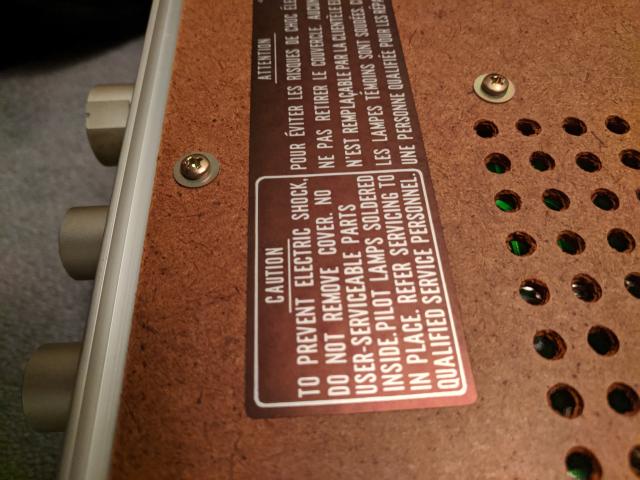 CAUTION
TO PREVENT ELECTRIC SHOCK,
DO NOT REMOVE COVER. NO
USER-SERVICEABLE PARTS
INSIDE. PILOT LAMPS SOLDERED
IN PLACE. REFER SERVICING TO
QUALIFIED SERVICE PERSONNEL.
ATTENTION
POUR ÉVITER LES RISQUES DE CHOC
NE PAS RETIRER LE COUVERCLE.
N'EST REMPLAÇABLE PAR LA CLIENTÈLE
LES LAMPES TÉMOINS SONT SOUDÉES.
UNE PERSONNE QUALIFIÉE POUR LES